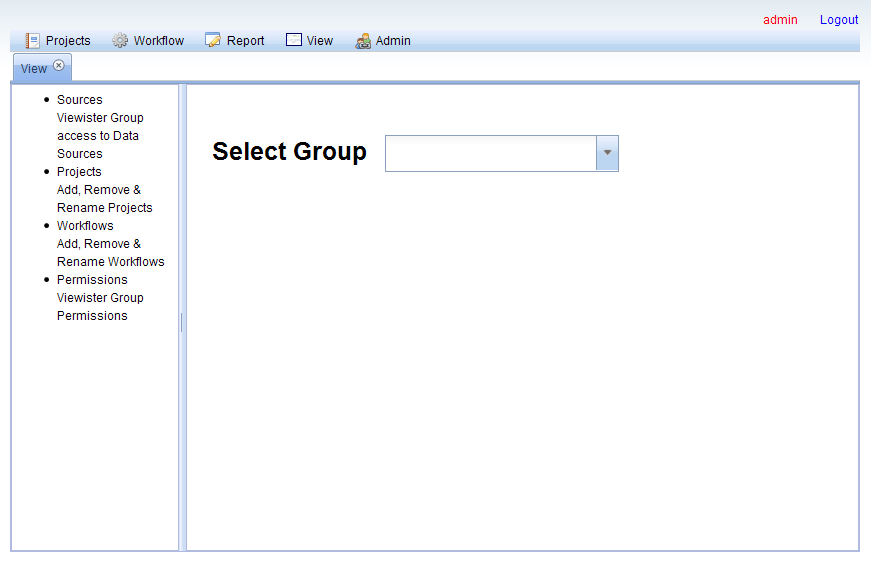 admin Logout
Projects Workflow Report View Admin
View
Sources
Viewister Group
access to Data
Sources
Projects
Add, Remove &
Rename Projects
Workflows
Add, Remove &
Rename Workflows
Permissions
Viewister Group
Permissions
Select Group